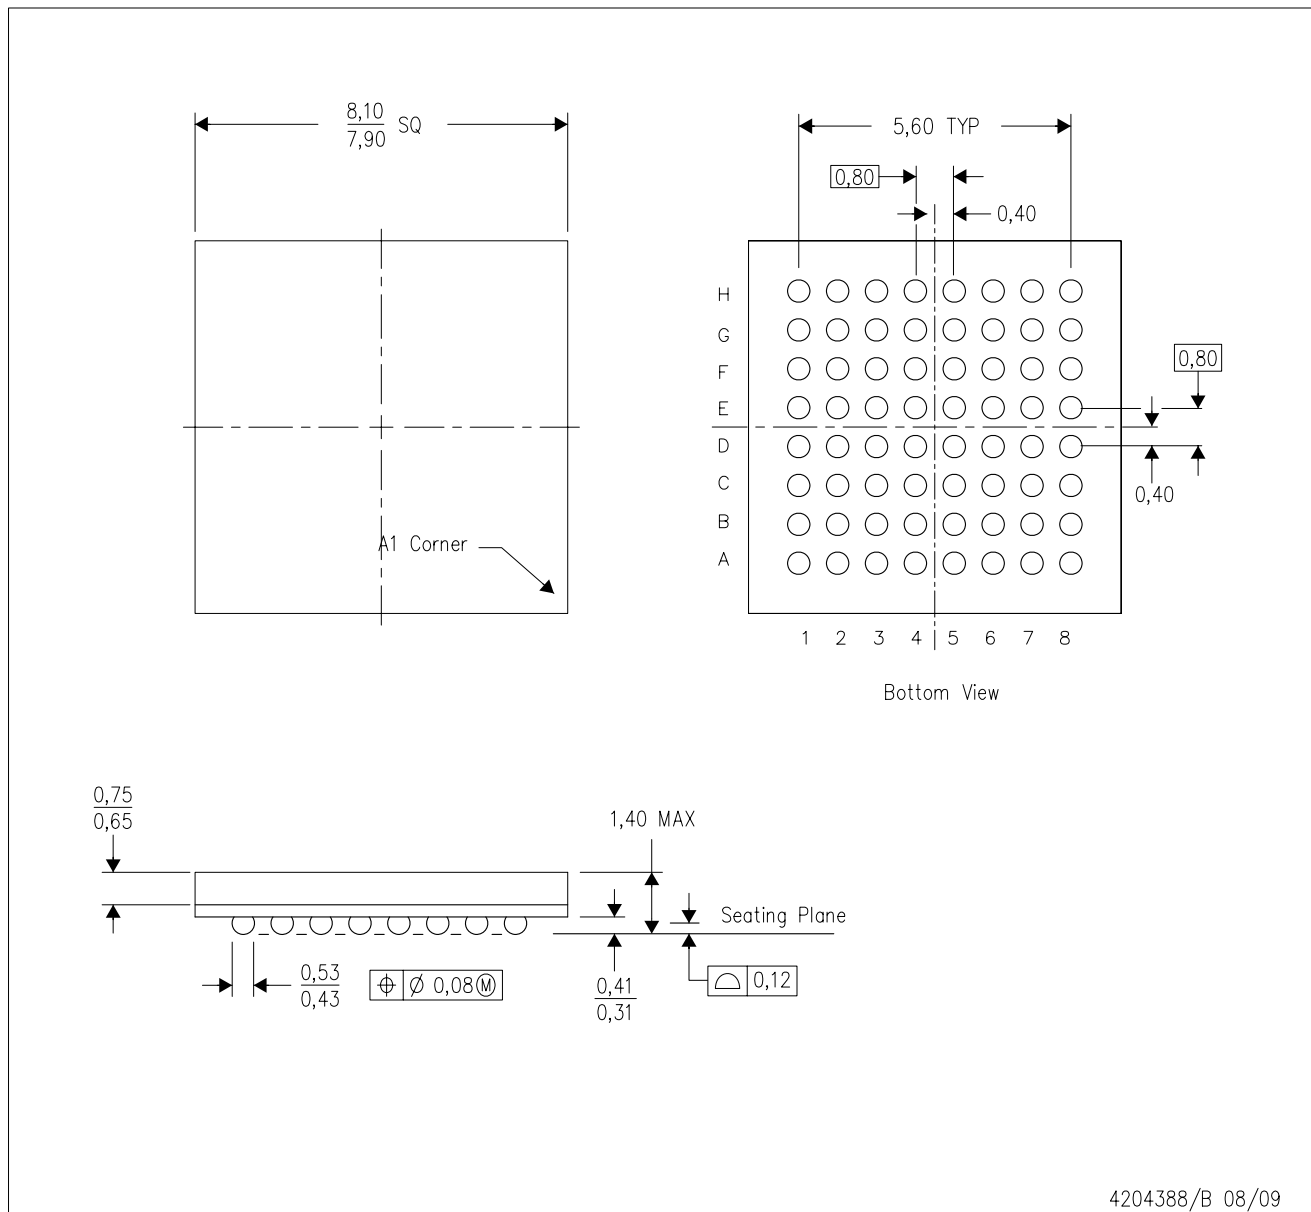 8,10
7,90 SQ
5,60 TYP
0,80
0,40
H
G
F
E
D
C
B
A
0,80
0,40
A1 Corner
1 2 3 4 5 6 7 8
Bottom View
0,75
0,65
1,40 MAX
Seating Plane
0,53
0,43
⌖ Ø 0,08 Ⓜ
0,41
0,31
⌓ 0,12
4204388/B 08/09